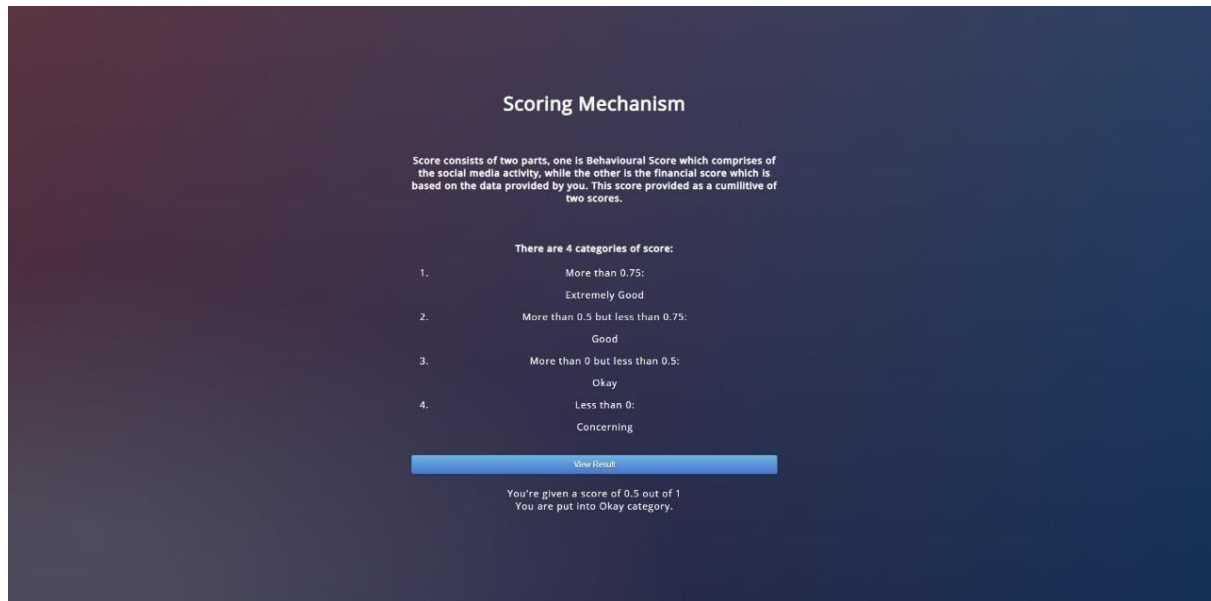 Scoring Mechanism
Score consists of two parts, one is Behavioural Score which comprises of
the social media activity, while the other is the financial score which is
based on the data provided by you. This score provided as a cumilitive of
two scores.
There are 4 categories of score:
1. More than 0.75:
Extremely Good
2. More than 0.5 but less than 0.75:
Good
3. More than 0 but less than 0.5:
Okay
4. Less than 0:
Concerning
View Result
You're given a score of 0.5 out of 1
You are put into Okay category.